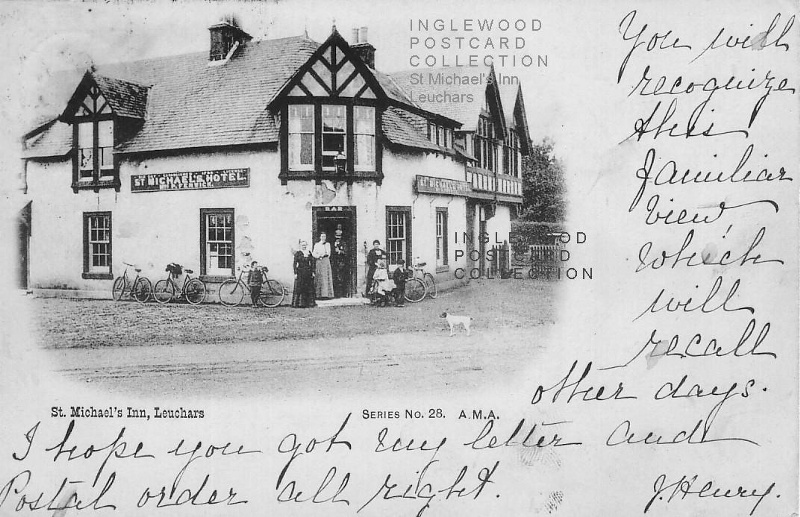 INGLEWOOD
POSTCARD
COLLECTION
St Michael's Inn
Leuchars
You will
recognize
this
familiar
view,
which
will
recall
other days.
ST MICHAEL'S HOTEL.
BAR
INGLEWOOD
POSTCARD
COLLECTION
St. Michael's Inn, Leuchars
SERIES No. 28. A.M.A.
I hope you got my letter and
Postal order all right.
J. Henry.